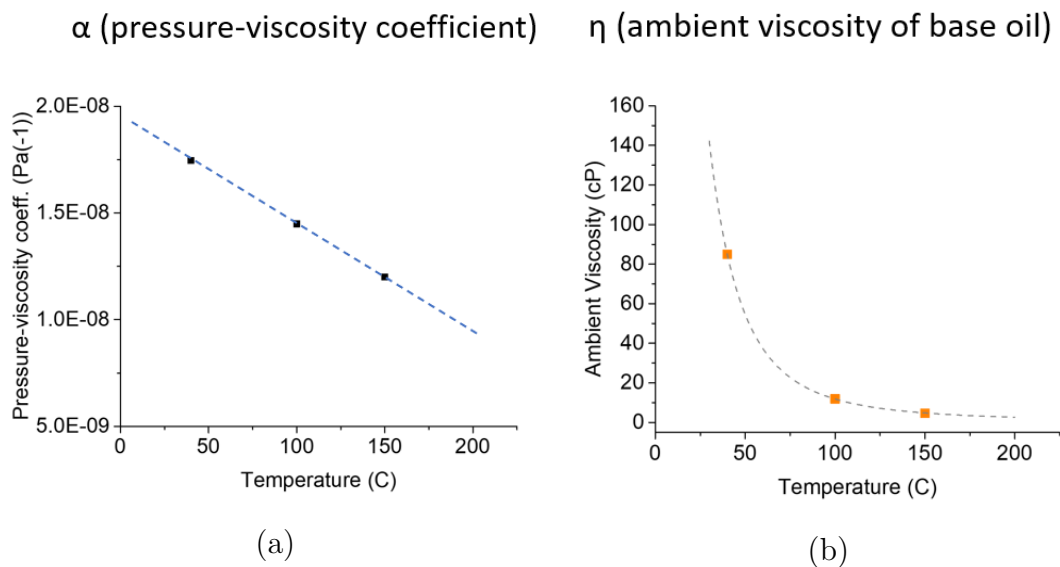 α (pressure-viscosity coefficient)
η (ambient viscosity of base oil)
Pressure-viscosity coeff. (Pa(-1))
2.0E-08
1.5E-08
1.0E-08
5.0E-09
0 50 100 150 200
Temperature (C)
(a)
Ambient Viscosity (cP)
160
140
120
100
80
60
40
20
0
0 50 100 150 200
Temperature (C)
(b)